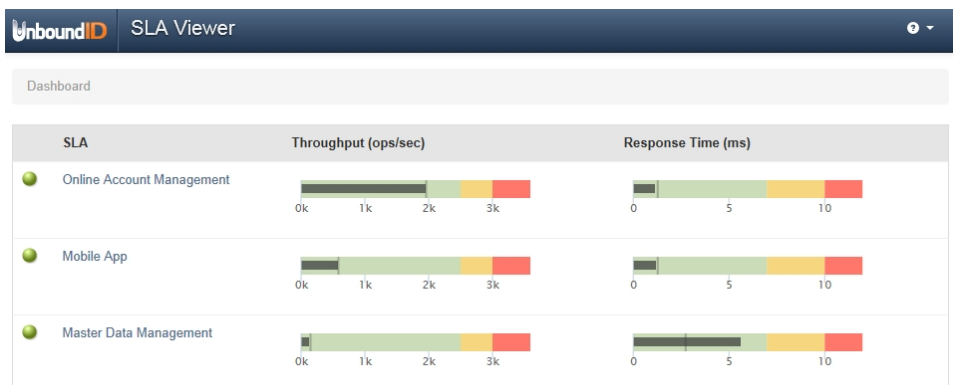 UnboundID SLA Viewer
Dashboard
SLA Throughput (ops/sec) Response Time (ms)
Online Account Management
0k 1k 2k 3k 0 5 10
Mobile App
0k 1k 2k 3k 0 5 10
Master Data Management
0k 1k 2k 3k 0 5 10